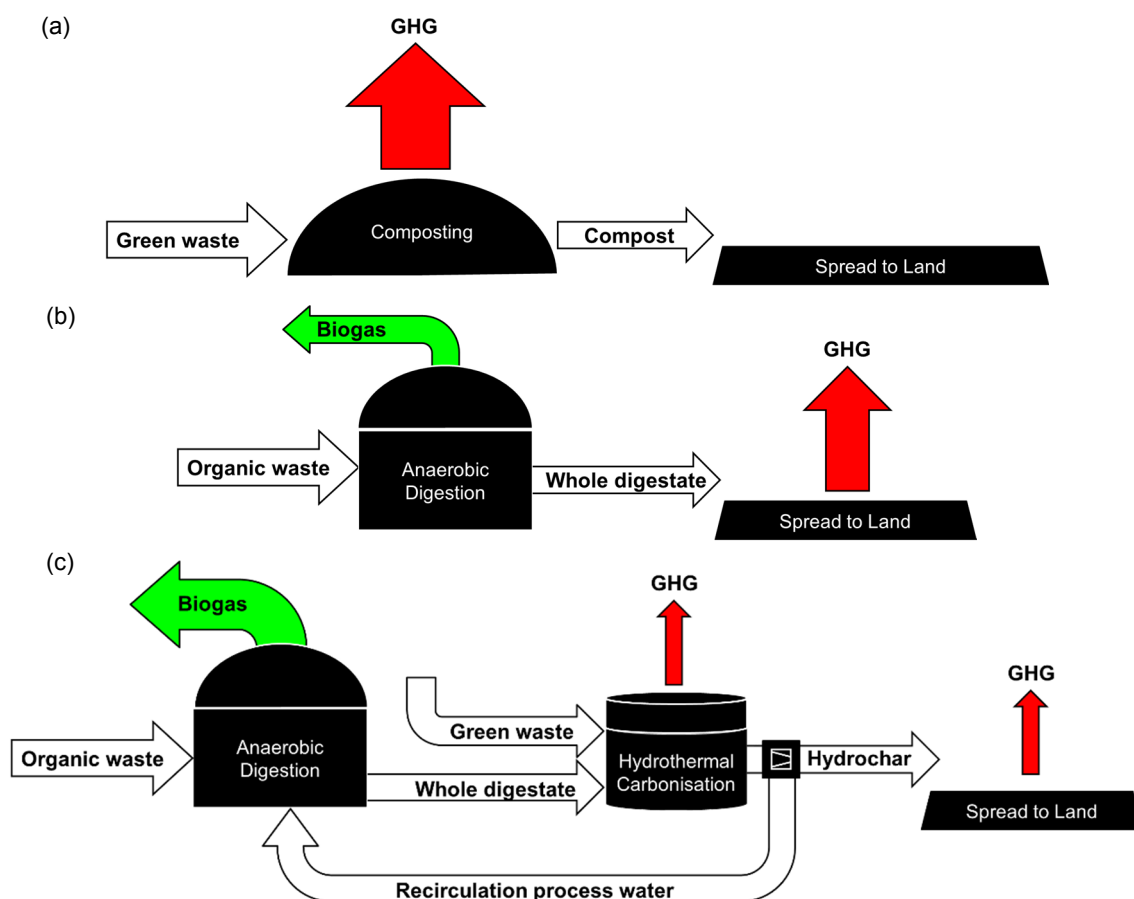 (a)
GHG
Green waste
Composting
Compost
Spread to Land
(b)
Biogas
GHG
Organic waste
Anaerobic
Digestion
Whole digestate
Spread to Land
(c)
Biogas
GHG
GHG
Organic waste
Anaerobic
Digestion
Green waste
Whole digestate
Hydrothermal
Carbonisation
Hydrochar
Spread to Land
Recirculation process water